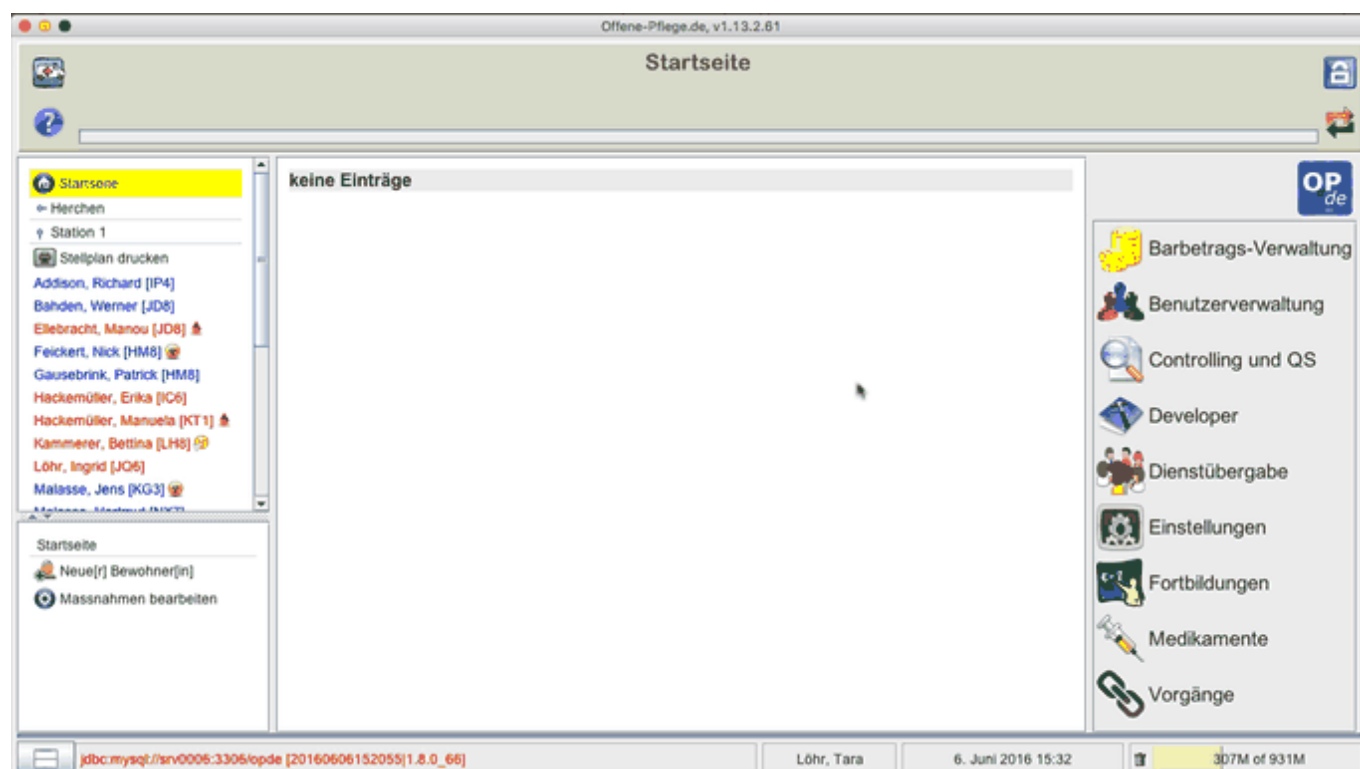 Offene-Pflege.de, v1.13.2.61
Startseite
Startseite
Herchen
Station 1
Stellplan drucken
Addison, Richard [IP4]
Bahden, Werner [JD8]
Ellebracht, Manou [JD8]
Feickert, Nick [HM8]
Gausebrink, Patrick [HM8]
Hackemüller, Erika [IC6]
Hackemüller, Manuela [KT1]
Kammerer, Bettina [LH8]
Löhr, Ingrid [JQ6]
Malasse, Jens [KG3]
Startseite
Neue[r] Bewohner[in]
Massnahmen bearbeiten
keine Einträge
OP
de
Barbetrags-Verwaltung
Benutzerverwaltung
Controlling und QS
Developer
Dienstübergabe
Einstellungen
Fortbildungen
Medikamente
Vorgänge
jdbc:mysql://srv0006:3306/opde [20160606152055|1.8.0_66]
Löhr, Tara
6. Juni 2016 15:32
307M of 931M